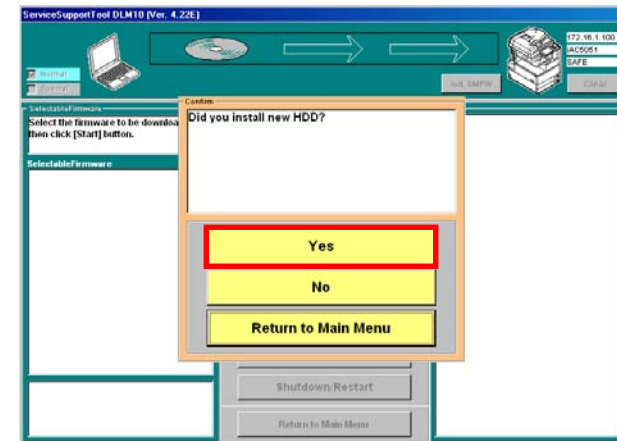 ServiceSupportTool DLM10 (Ver. 4.22E)
172.16.1.100
iAC5051
SAFE
Normal
Special
Init. SMPW
Clear
SelectableFirmware
Select the firmware to be downloa
then click [Start] button.
SelectableFirmware
Confirm
Did you install new HDD?
Yes
No
Return to Main Menu
Shutdown/Restart
Return to Main Menu